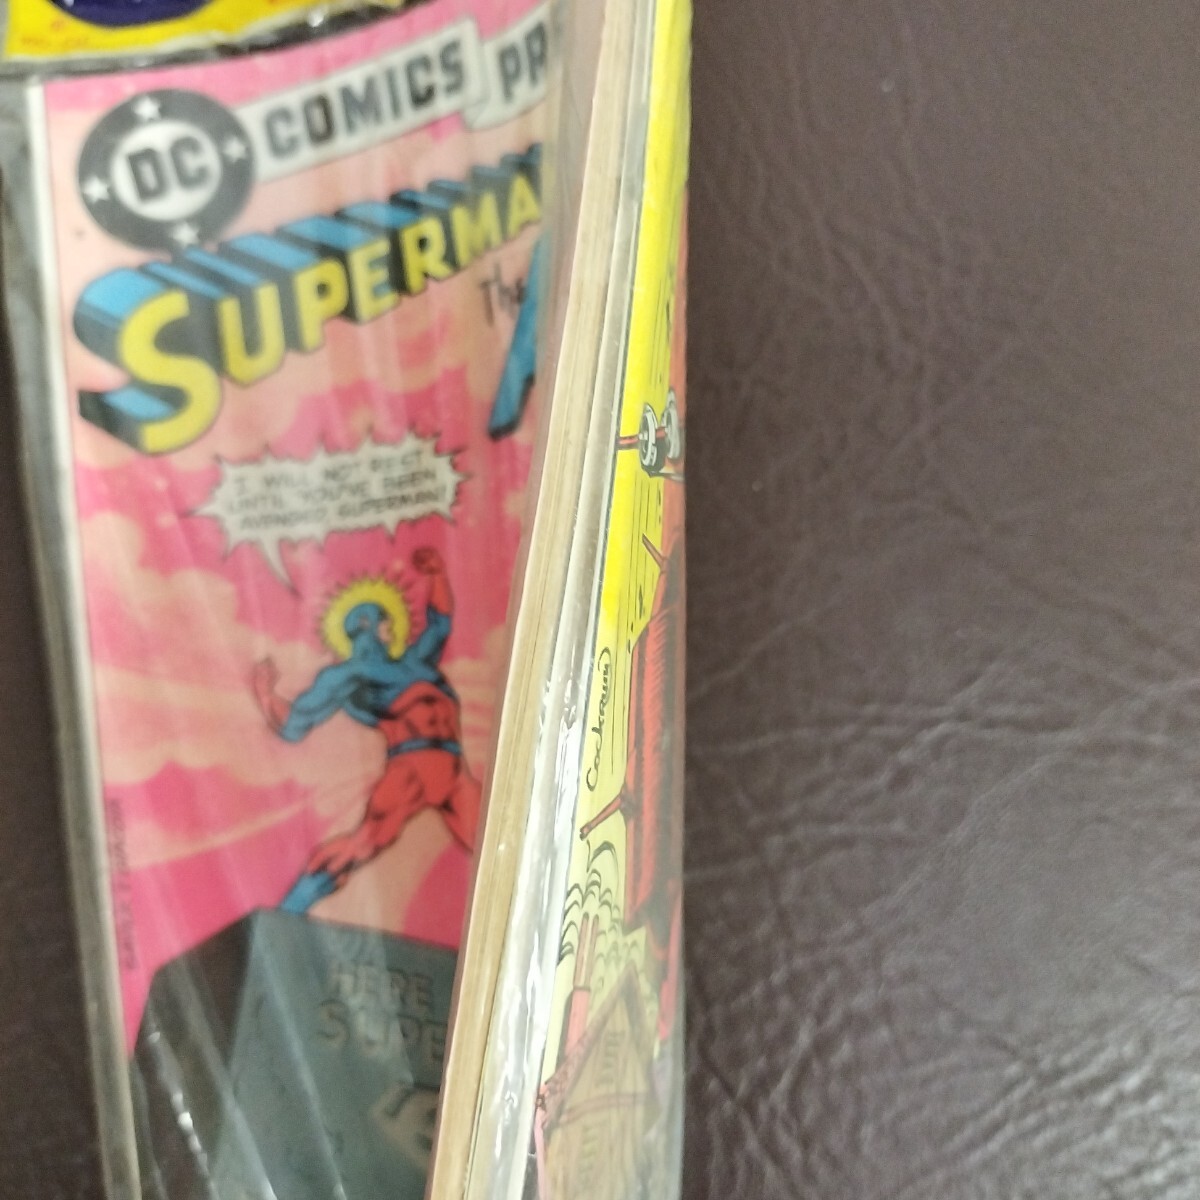 DC
COMICS PR
SUPERMA
The
I WILL NOT REST
UNTIL YOU'VE BEEN
AVENGED, SUPERMAN!
Cockrum
HERE
SUPE